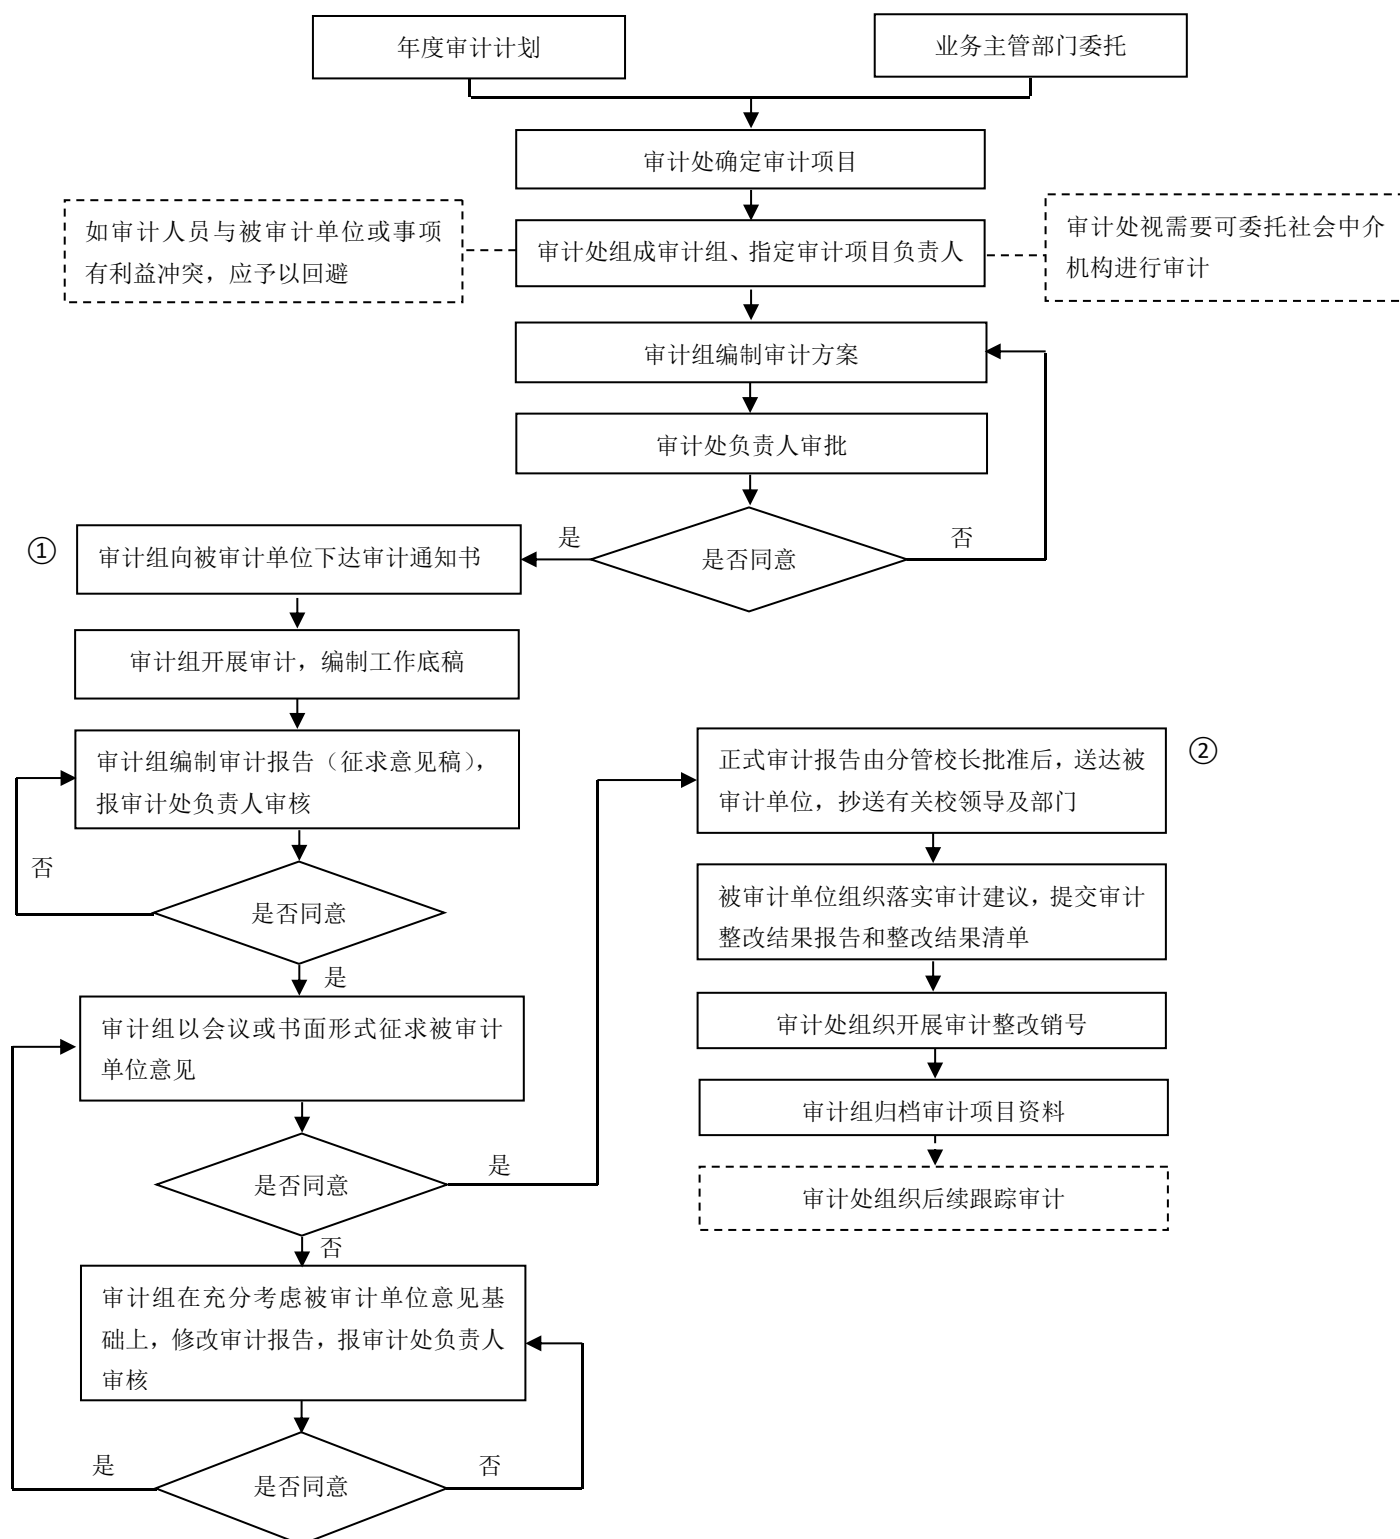 年度审计计划
业务主管部门委托
审计处确定审计项目
如审计人员与被审计单位或事项
有利益冲突，应予以回避
审计处组成审计组、指定审计项目负责人
审计处视需要可委托社会中介
机构进行审计
审计组编制审计方案
审计处负责人审批
是否同意
是
否
①
审计组向被审计单位下达审计通知书
审计组开展审计，编制工作底稿
审计组编制审计报告（征求意见稿），
报审计处负责人审核
否
是否同意
是
审计组以会议或书面形式征求被审计
单位意见
是否同意
是
否
审计组在充分考虑被审计单位意见基
础上，修改审计报告，报审计处负责人
审核
是
是否同意
否
正式审计报告由分管校长批准后，送达被
审计单位，抄送有关校领导及部门
②
被审计单位组织落实审计建议，提交审计
整改结果报告和整改结果清单
审计处组织开展审计整改销号
审计组归档审计项目资料
审计处组织后续跟踪审计